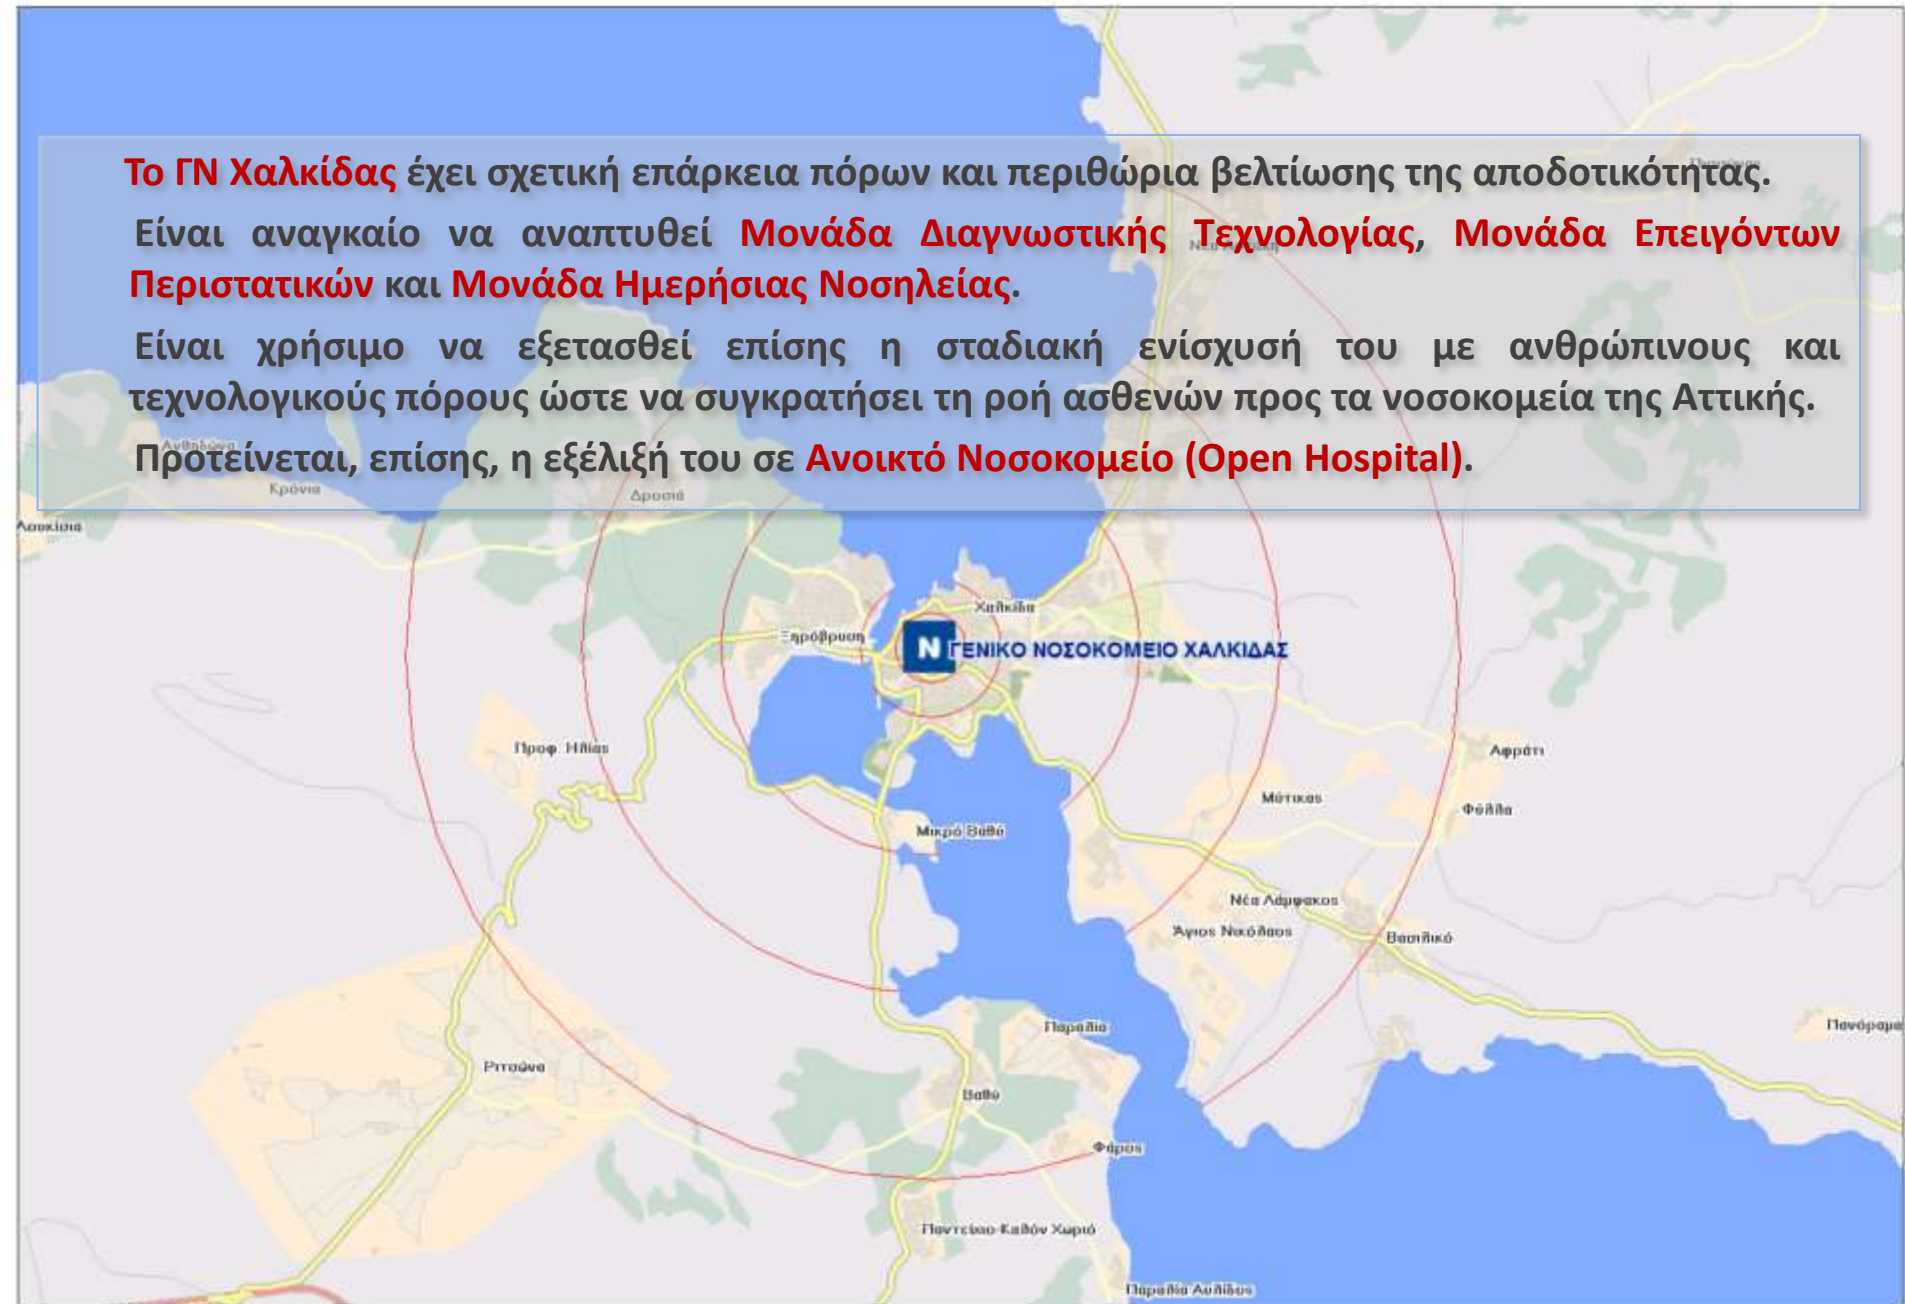 Το ΓΝ Χαλκίδας έχει σχετική επάρκεια πόρων και περιθώρια βελτίωσης της αποδοτικότητας.
Είναι αναγκαίο να αναπτυθεί Μονάδα Διαγνωστικής Τεχνολογίας, Μονάδα Επειγόντων
Περιστατικών και Μονάδα Ημερήσιας Νοσηλείας.
Είναι χρήσιμο να εξετασθεί επίσης η σταδιακή ενίσχυσή του με ανθρώπινους και
τεχνολογικούς πόρους ώστε να συγκρατήσει τη ροή ασθενών προς τα νοσοκομεία της Αττικής.
Προτείνεται, επίσης, η εξέλιξή του σε Ανοικτό Νοσοκομείο (Open Hospital).
Κρόνια
Δροσιά
Λουκίσια
Χαλκίδα
Ξηρόβρυση
Ν ΓΕΝΙΚΟ ΝΟΣΟΚΟΜΕΙΟ ΧΑΛΚΙΔΑΣ
Προφ. Ηλίας
Αφράτι
Μύτικας
Φύλλα
Μικρό Βαθύ
Νέα Λάμψακος
Άγιος Νικόλαος
Βασιλικό
Παραλία
Πανόραμα
Ριτσώνα
Βαθύ
Φάρος
Παραλία Αυλίδος